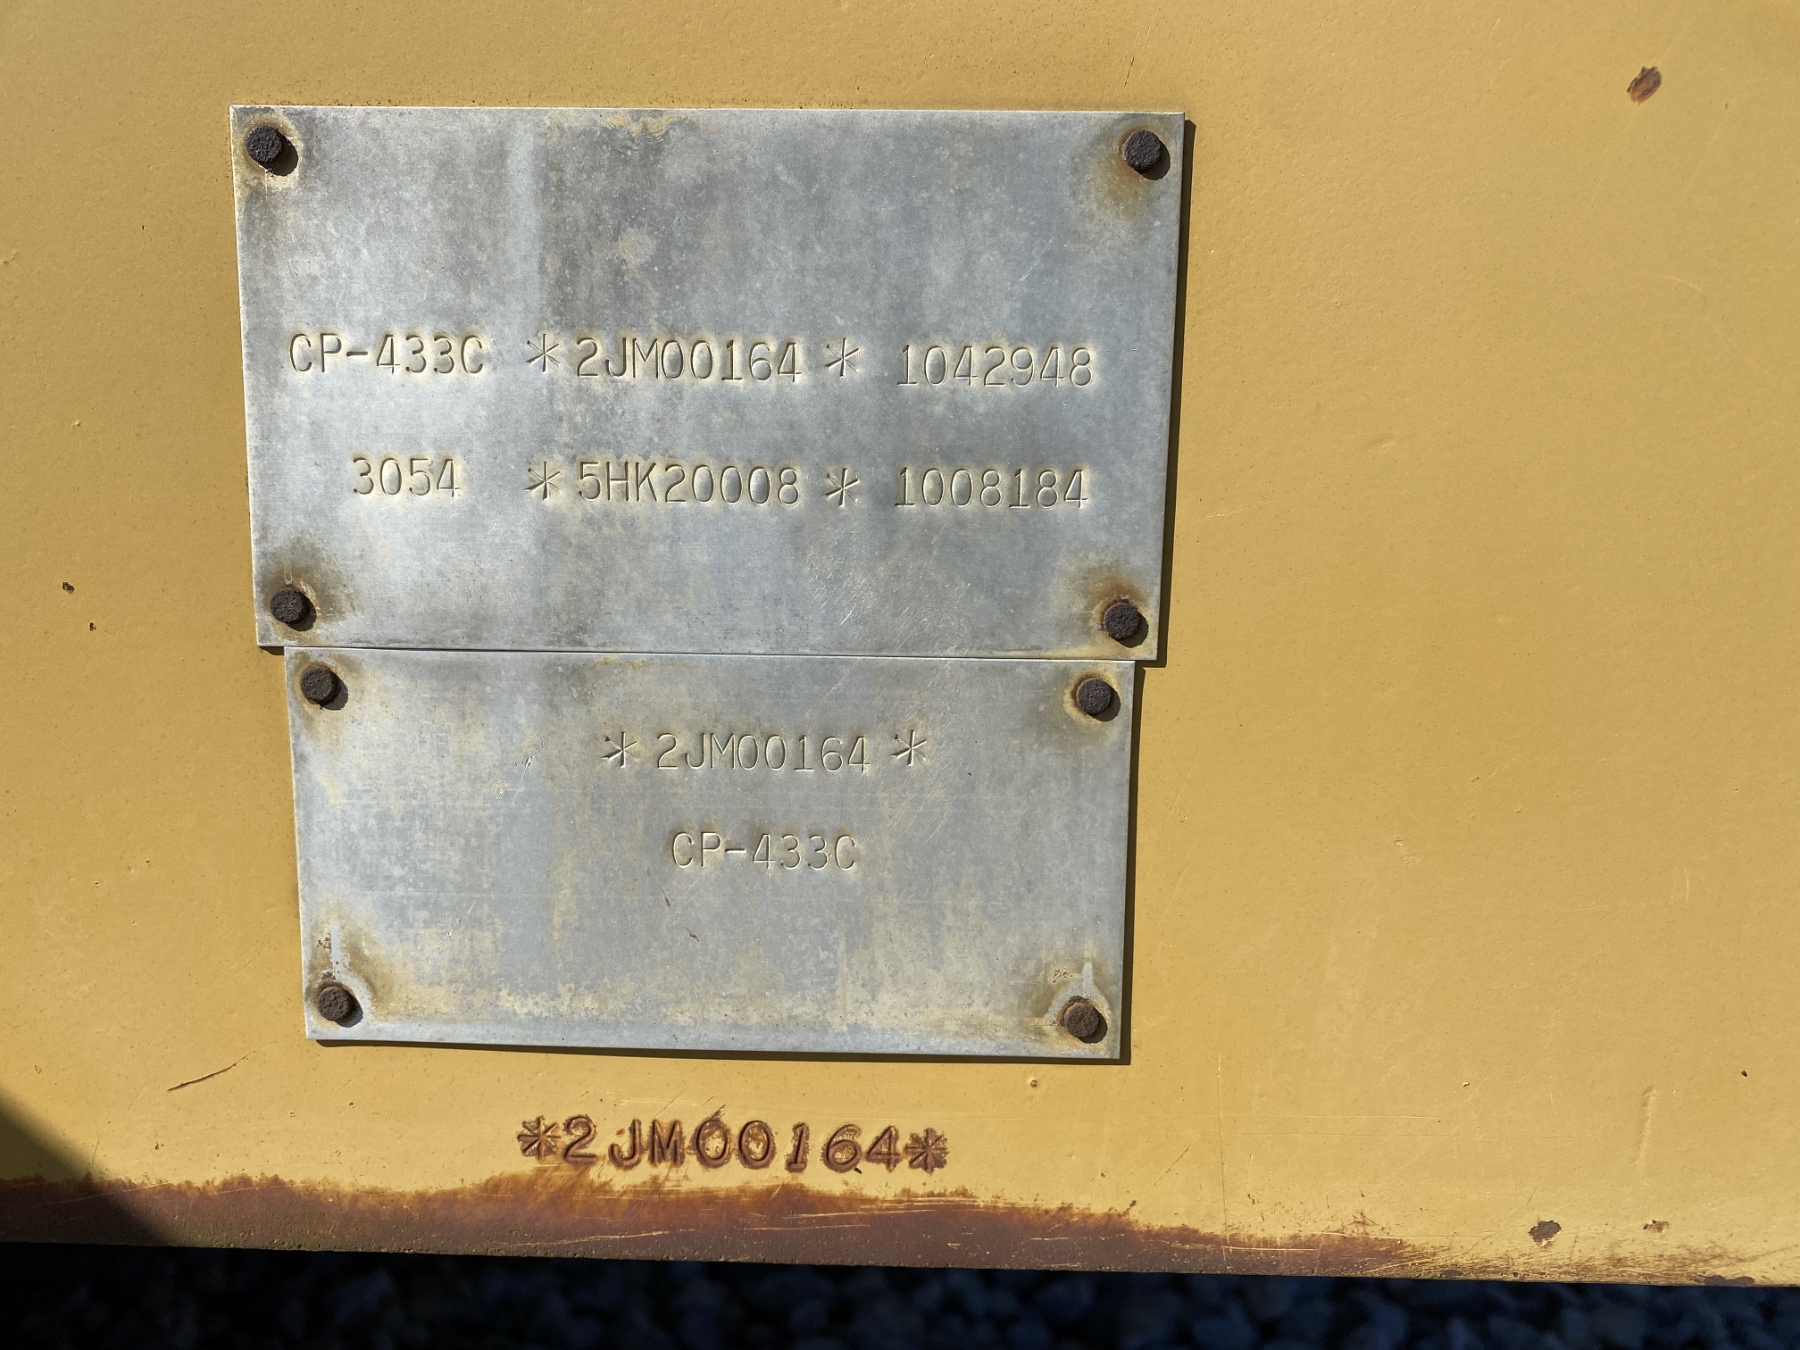 CP-433C *2JM00164* 1042948
3054 *5HK20008* 1008184
*2JM00164*
CP-433C
*2JM00164*